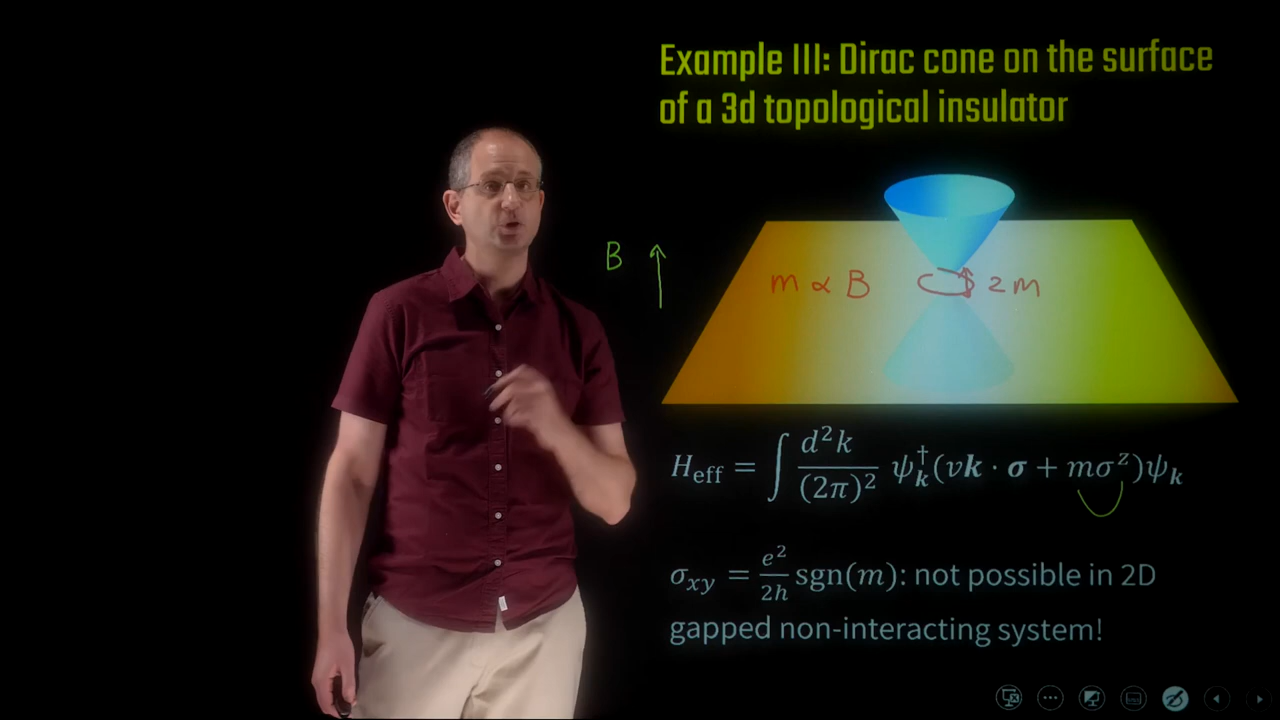 Example III: Dirac cone on the surface
of a 3d topological insulator
B
m ∝ B
2m
H_eff = ∫ d²k/(2π)² ψ_k^†(vk · σ + mσ^z)ψ_k
σ_xy = e²/2h sgn(m): not possible in 2D
gapped non-interacting system!